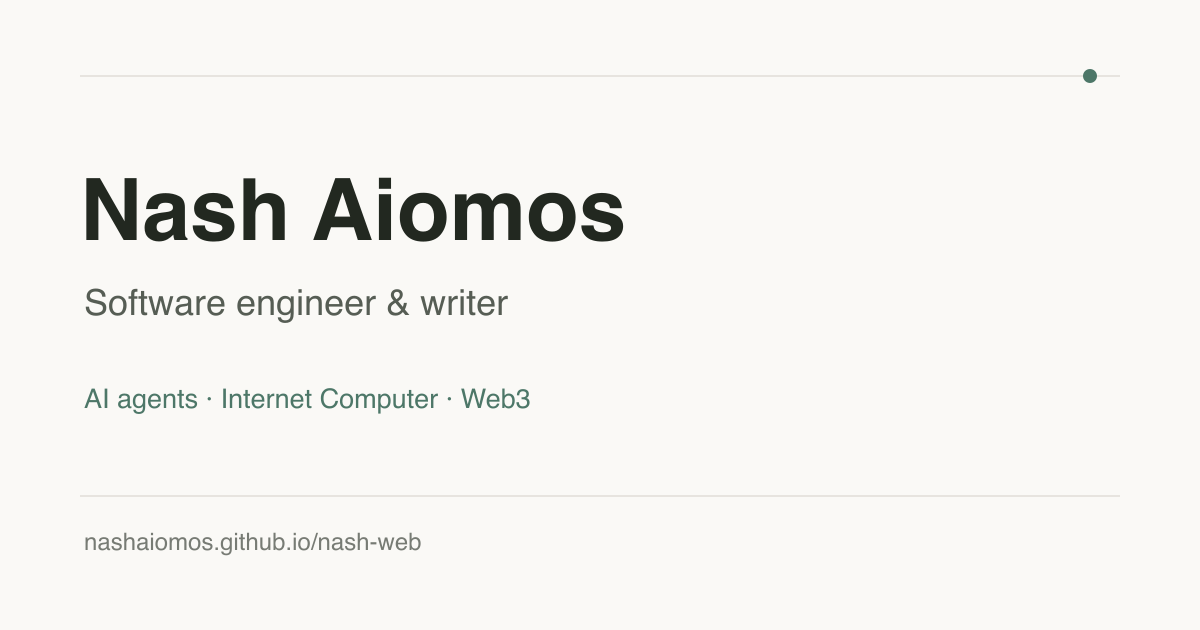 Nash Aiomos
Software engineer & writer
AI agents · Internet Computer · Web3
nashaiomos.github.io/nash-web